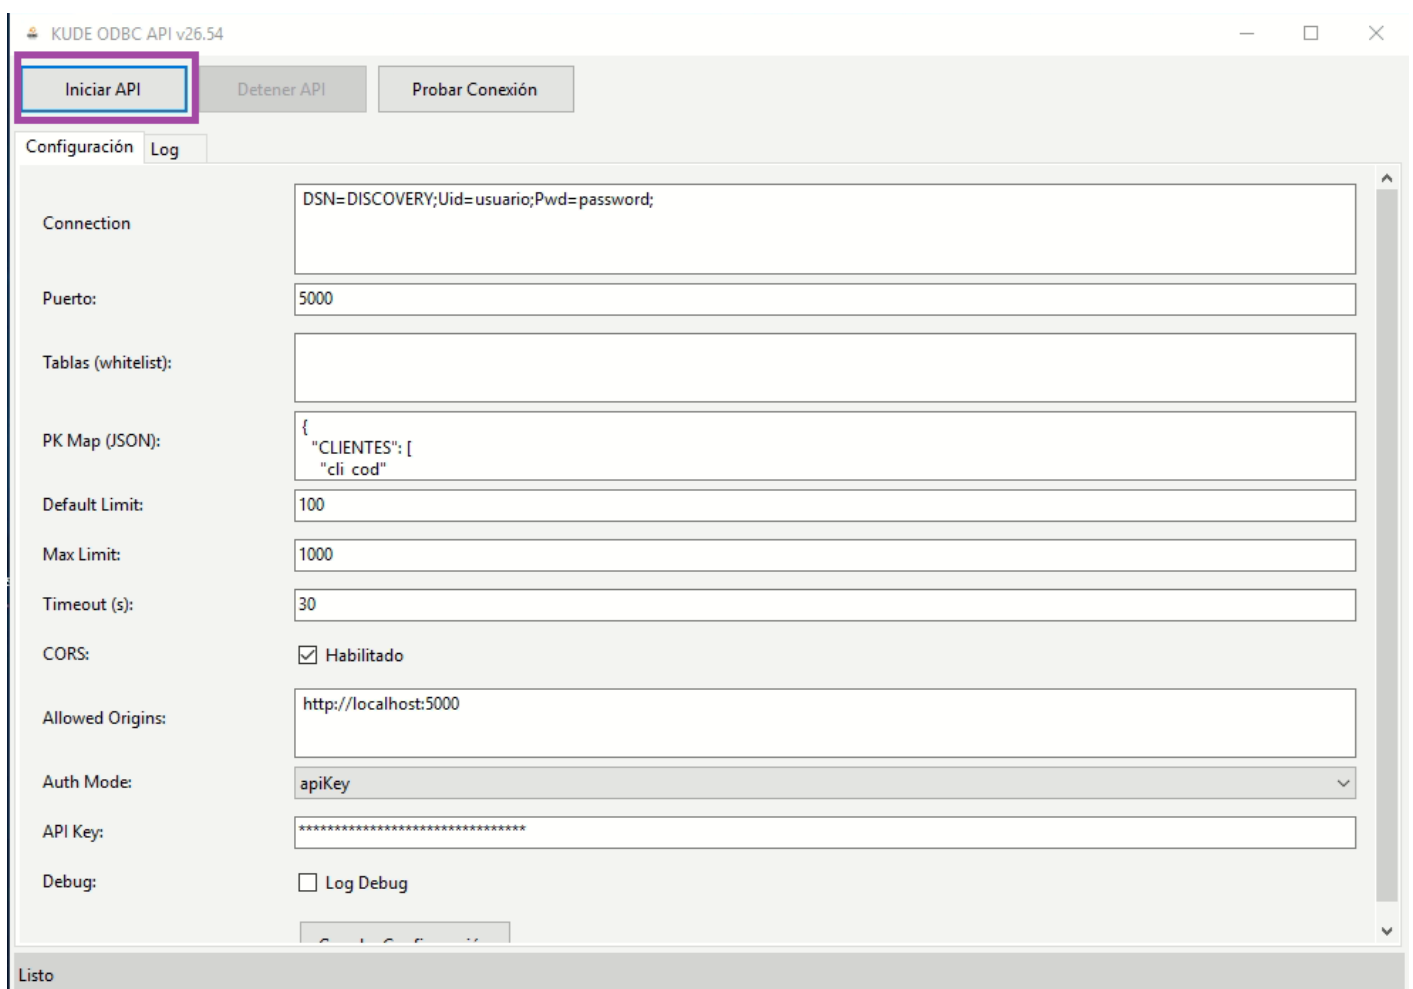 KUDE ODBC API v26.54
Iniciar API
Detener API
Probar Conexión
Configuración
Log
Connection
DSN=DISCOVERY;Uid=usuario;Pwd=password;
Puerto:
5000
Tablas (whitelist):
PK Map (JSON):
{
"CLIENTES": [
"cli_cod"
Default Limit:
100
Max Limit:
1000
Timeout (s):
30
CORS:
Habilitado
Allowed Origins:
http://localhost:5000
Auth Mode:
apiKey
API Key:
********************************
Debug:
Log Debug
Listo